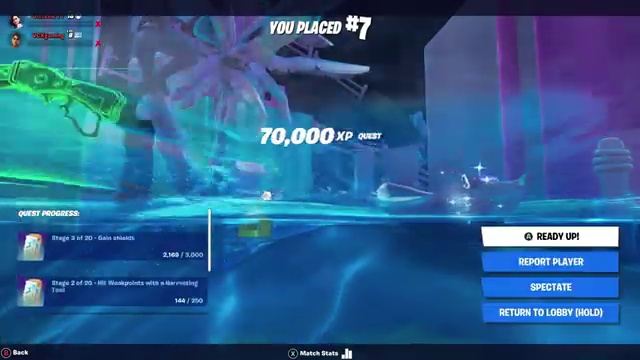 YOU PLACED #7
70,000 XP QUEST
QUEST PROGRESS:
Stage 3 of 20 - Gain shields
2,169 / 3,000
Stage 2 of 20 - Hit Weakpoints with a Harvesting
Tool
144 / 250
A READY UP!
REPORT PLAYER
SPECTATE
RETURN TO LOBBY (HOLD)
B Back
X Match Stats